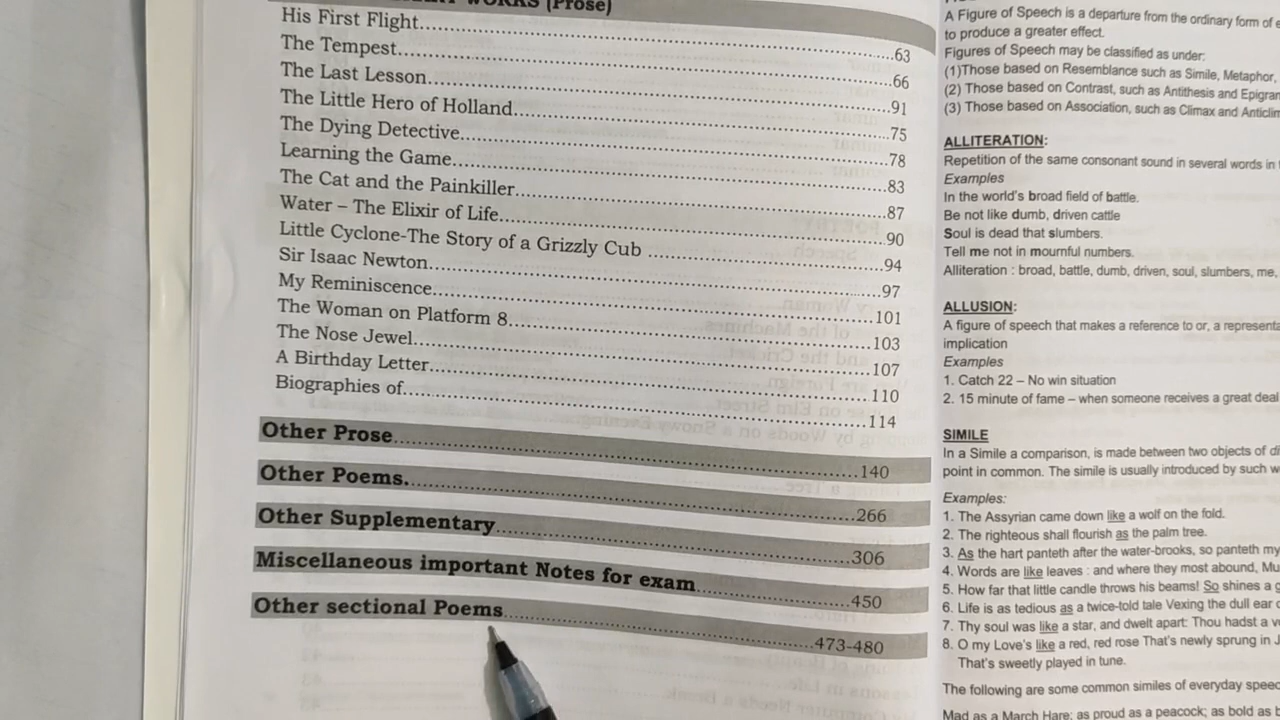 WORKS (Prose)
His First Flight..................63
The Tempest..................66
The Last Lesson..................91
The Little Hero of Holland..................75
The Dying Detective..................78
Learning the Game..................83
The Cat and the Painkiller..................87
Water – The Elixir of Life..................90
Little Cyclone-The Story of a Grizzly Cub ..................94
Sir Isaac Newton..................97
My Reminiscence..................101
The Woman on Platform 8..................103
The Nose Jewel..................107
A Birthday Letter..................110
Biographies of..................114
Other Prose..................140
Other Poems..................266
Other Supplementary..................306
Miscellaneous important Notes for exam..................450
Other sectional Poems..................473-480
A Figure of Speech is a departure from the ordinary form of
to produce a greater effect.
Figures of Speech may be classified as under:
(1)Those based on Resemblance such as Simile, Metaphor,
(2) Those based on Contrast, such as Antithesis and Epigram
(3) Those based on Association, such as Climax and Anticlim
ALLITERATION:
Repetition of the same consonant sound in several words in
Examples
In the world's broad field of battle.
Be not like dumb, driven cattle
Soul is dead that slumbers.
Tell me not in mournful numbers.
Alliteration : broad, battle, dumb, driven, soul, slumbers, me,
ALLUSION:
A figure of speech that makes a reference to or, a representa
implication
Examples
1. Catch 22 – No win situation
2. 15 minute of fame – when someone receives a great deal
SIMILE
In a Simile a comparison, is made between two objects of di
point in common. The simile is usually introduced by such w
Examples:
1. The Assyrian came down like a wolf on the fold.
2. The righteous shall flourish as the palm tree.
3. As the hart panteth after the water-brooks, so panteth my
4. Words are like leaves : and where they most abound, Mu
5. How far that little candle throws his beams! So shines a g
6. Life is as tedious as a twice-told tale Vexing the dull ear
7. Thy soul was like a star, and dwelt apart: Thou hadst a v
8. O my Love's like a red, red rose That's newly sprung in J
That's sweetly played in tune.
The following are some common similes of everyday speec
Mad as a March Hare; as proud as a peacock; as bold as b